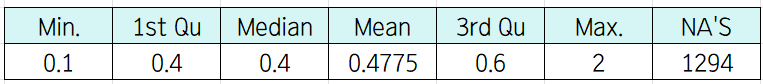 Min. 1st Qu Median Mean 3rd Qu Max. NA'S
0.1 0.4 0.4 0.4775 0.6 2 1294